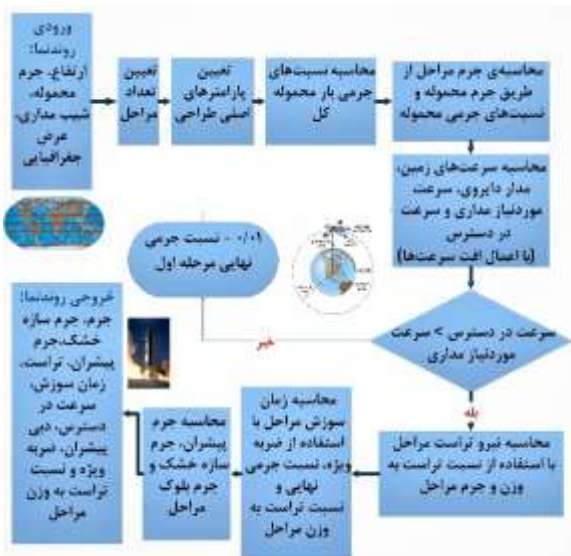 ورودی
روندنما:
ارتفاع، جرم
محموله،
شیب مداری،
عرض
جغرافیایی
تعیین
تعداد
مراحل
تعیین
پارامترهای
اصلی طراحی
محاسبه نسبت‌های
جرمی بار محموله
کل
محاسبه‌ی جرم مراحل از
طریق جرم محموله و
نسبت‌های جرمی محموله
محاسبه سرعت‌های زمین،
مدار دایروی، سرعت
موردنیاز مداری و سرعت
در دسترس
(با اعمال افت سرعت‌ها)
سرعت در دسترس > سرعت
موردنیاز مداری
خیر
۰/۰۱ - نسبت جرمی
نهایی مرحله اول
بله
محاسبه نیرو تراست مراحل
با استفاده از نسبت تراست به
وزن و جرم مراحل
محاسبه زمان
سوزش مراحل با
استفاده از ضربه
ویژه، نسبت جرمی
نهایی و
نسبت تراست به
وزن مراحل
محاسبه جرم
پیشران، جرم
سازه خشک و
جرم بلوک
مراحل
خروجی روندنما:
جرم، جرم سازه
خشک،جرم
پیشران، تراست،
زمان سوزش،
سرعت در
دسترس، دبی
پیشران، ضربه
ویژه و نسبت
تراست به وزن
مراحل